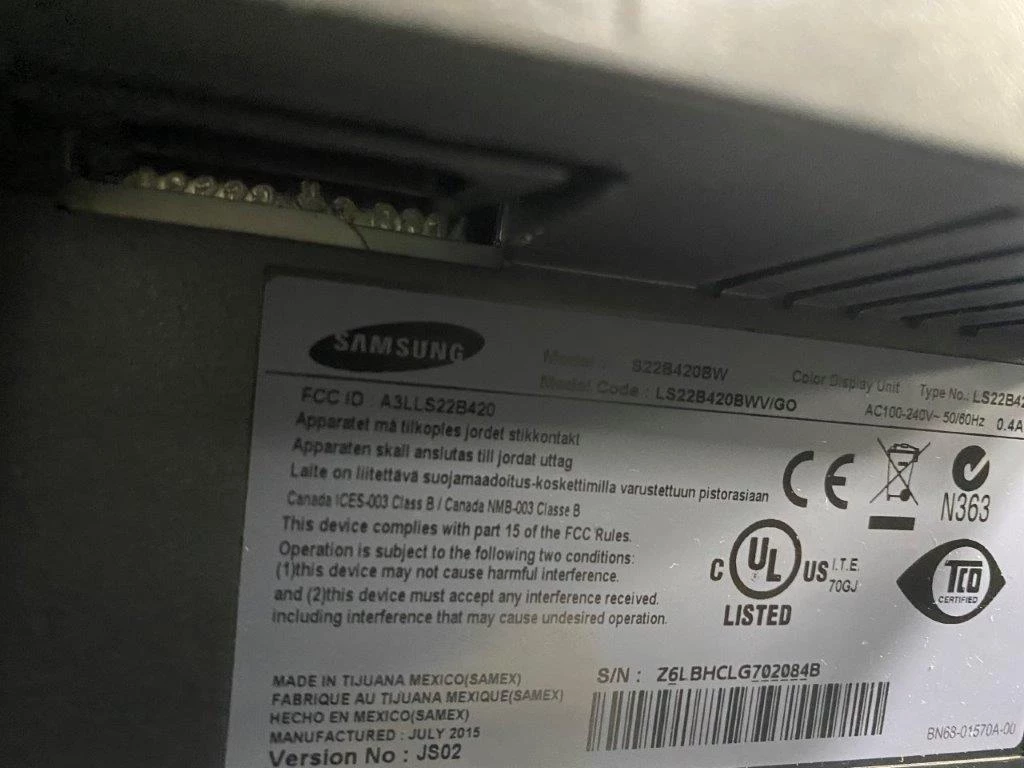 SAMSUNG
Model : S22B420BW
Color Display Unit
Type No.: LS22B42
Model Code : LS22B420BWV/GO
AC100-240V~ 50/60Hz 0.4A
FCC ID : A3LLS22B420
Apparatet må tilkoples jordet stikkontakt
Apparaten skall anslutas till jordat uttag
Laite on liitettävä suojamaadoitus-koskettimilla varustettuun pistorasiaan
Canada ICES-003 Class B / Canada NMB-003 Classe B
This device complies with part 15 of the FCC Rules.
Operation is subject to the following two conditions:
(1)this device may not cause harmful interference.
and (2)this device must accept any interference received.
including interference that may cause undesired operation.
CE
N363
C UL US
I.T.E.
70GJ
LISTED
TCO
CERTIFIED
MADE IN TIJUANA MEXICO(SAMEX)
FABRIQUE AU TIJUANA MEXIQUE(SAMEX)
HECHO EN MEXICO(SAMEX)
MANUFACTURED : JULY 2015
Version No : JS02
S/N : Z6LBHCLG702084B
BN68-01570A-00